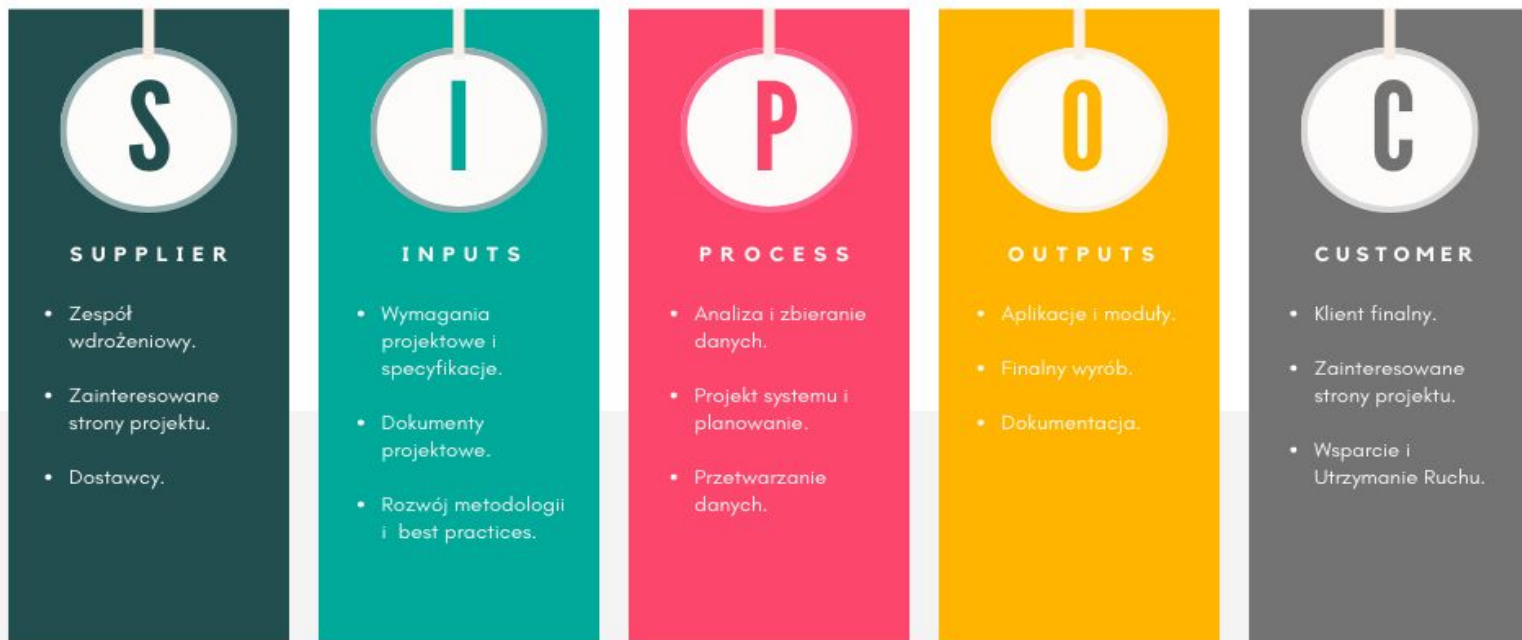 S
SUPPLIER
• Zespół
wdrożeniowy.
• Zainteresowane
strony projektu.
• Dostawcy.
I
INPUTS
• Wymagania
projektowe i
specyfikacje.
• Dokumenty
projektowe.
• Rozwój metodologii
i best practices.
P
PROCESS
• Analiza i zbieranie
danych.
• Projekt systemu i
planowanie.
• Przetwarzanie
danych.
O
OUTPUTS
• Aplikacje i moduły.
• Finalny wyrób.
• Dokumentacja.
C
CUSTOMER
• Klient finalny.
• Zainteresowane
strony projektu.
• Wsparcie i
Utrzymanie Ruchu.